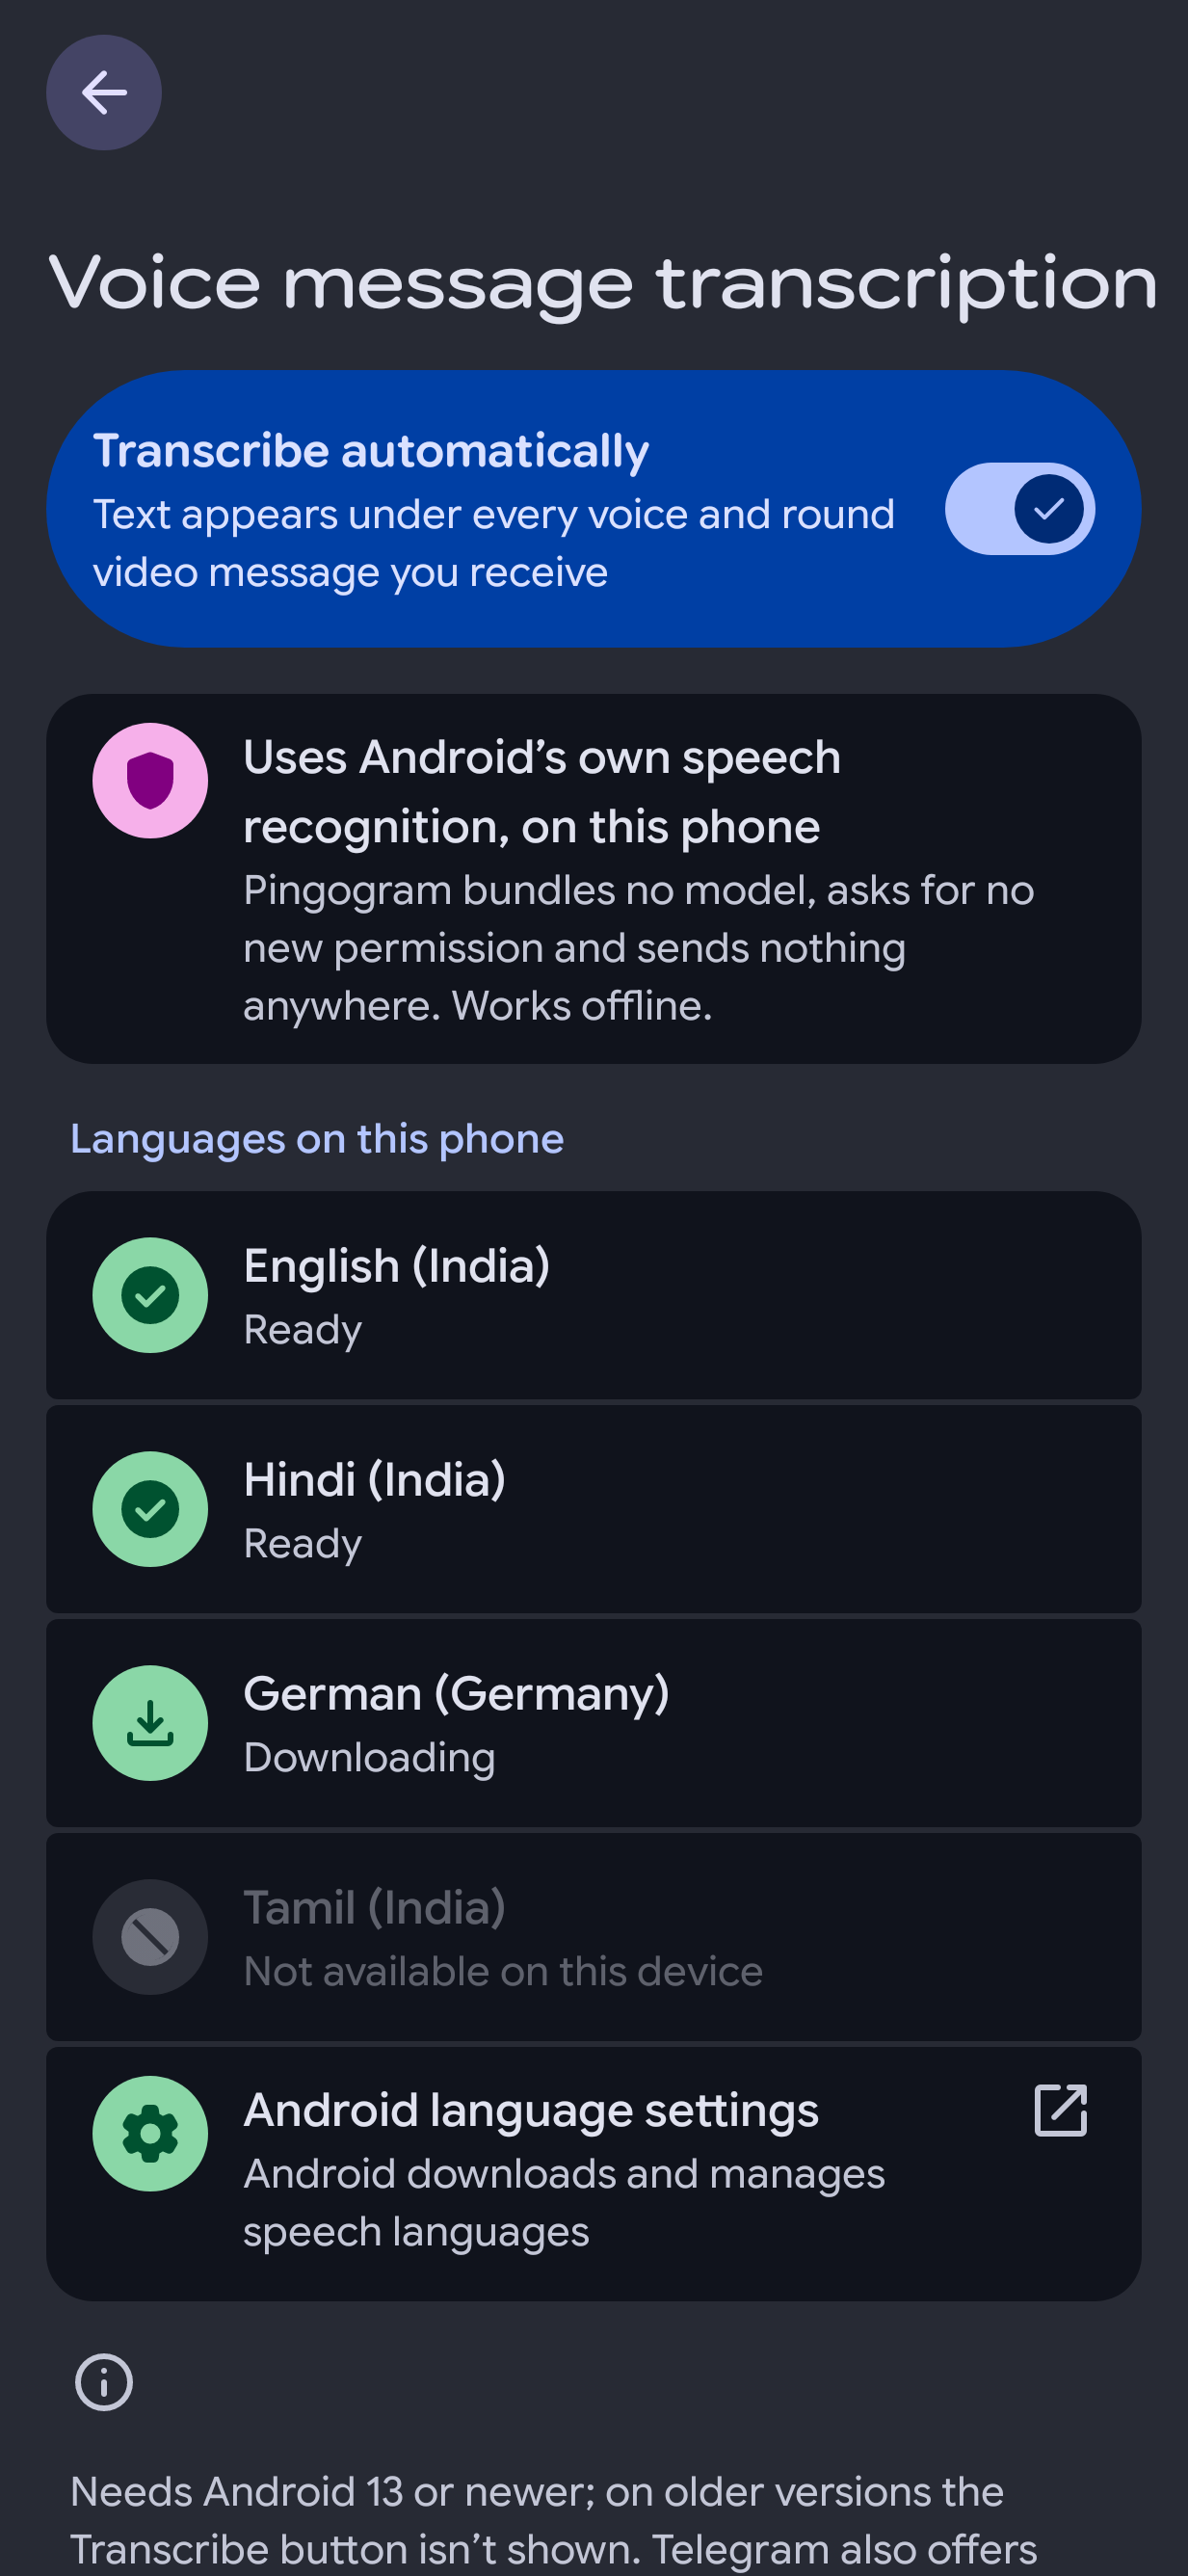 Voice message transcription
Transcribe automatically
Text appears under every voice and round
video message you receive
Uses Android’s own speech
recognition, on this phone
Pingogram bundles no model, asks for no
new permission and sends nothing
anywhere. Works offline.
Languages on this phone
English (India)
Ready
Hindi (India)
Ready
German (Germany)
Downloading
Tamil (India)
Not available on this device
Android language settings
Android downloads and manages
speech languages
Needs Android 13 or newer; on older versions the
Transcribe button isn’t shown. Telegram also offers